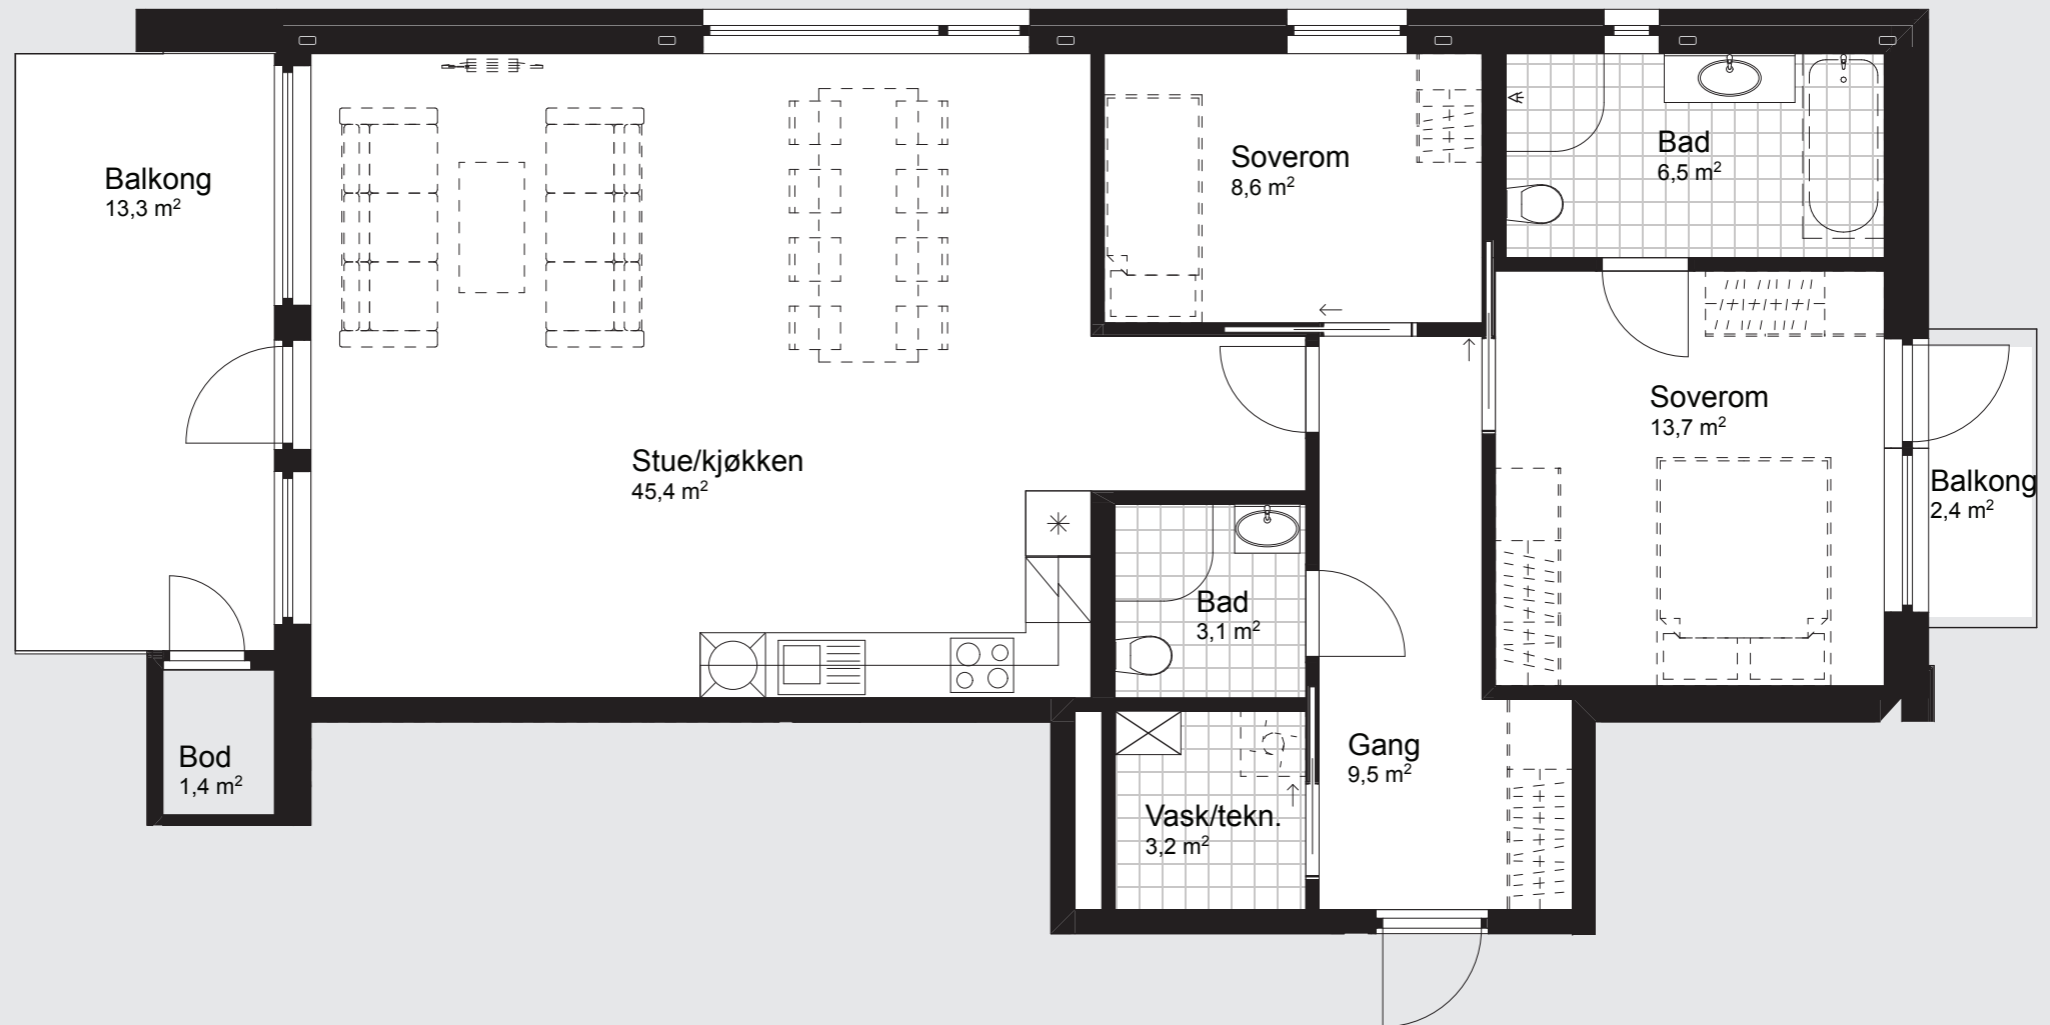 Balkong
13,3 m²
Soverom
8,6 m²
Bad
6,5 m²
Soverom
13,7 m²
Stue/kjøkken
45,4 m²
Balkong
2,4 m²
Bad
3,1 m²
Bod
1,4 m²
Gang
9,5 m²
Vask/tekn.
3,2 m²